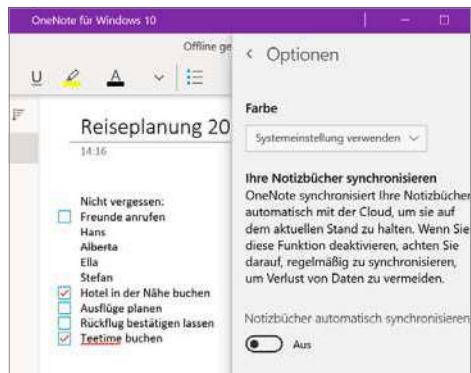 OneNote für Windows 10
Offline ge
U A
Reiseplanung 20
14:16
Nicht vergessen:
Freunde anrufen
Hans
Alberta
Ella
Stefan
Hotel in der Nähe buchen
Ausflüge planen
Rückflug bestätigen lassen
Teetime buchen
Optionen
Farbe
Systemeinstellung verwenden
Ihre Notizbücher synchronisieren
OneNote synchronisiert Ihre Notizbücher
automatisch mit der Cloud, um sie auf
dem aktuellen Stand zu halten. Wenn Sie
diese Funktion deaktivieren, achten Sie
darauf, regelmäßig zu synchronisieren,
um Verlust von Daten zu vermeiden.
Notizbücher automatisch synchronisieren
Aus